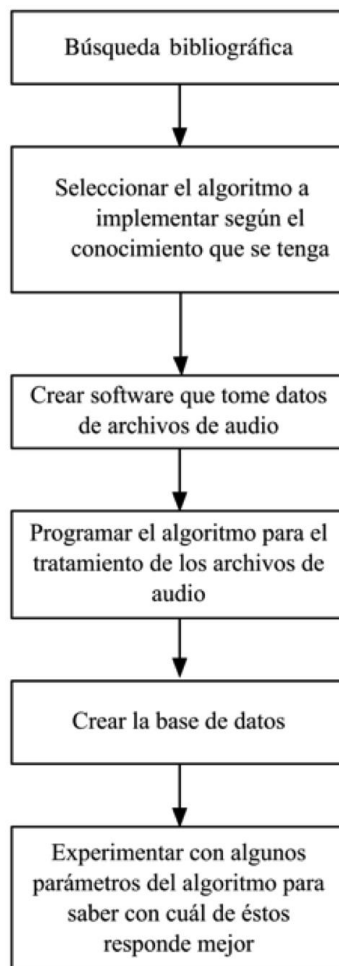 Búsqueda bibliográfica
Seleccionar el algoritmo a
implementar según el
conocimiento que se tenga
Crear software que tome datos
de archivos de audio
Programar el algoritmo para el
tratamiento de los archivos de
audio
Crear la base de datos
Experimentar con algunos
parámetros del algoritmo para
saber con cuál de éstos
responde mejor